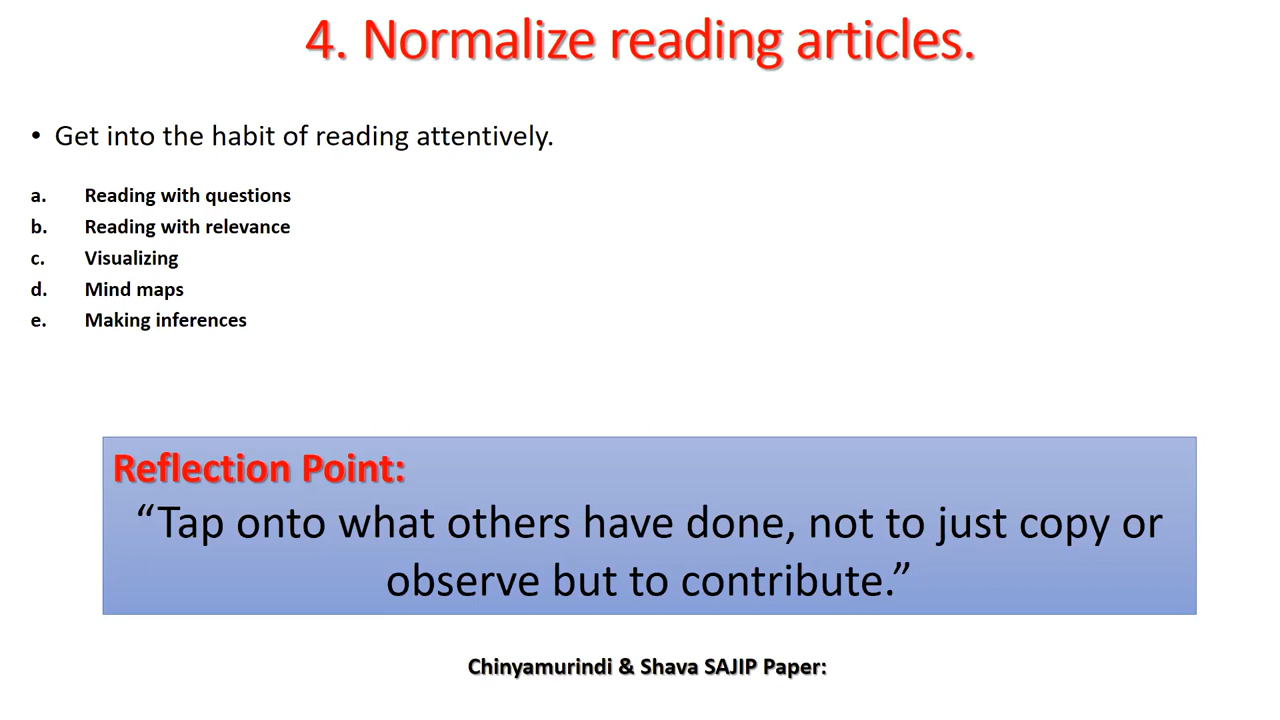 4. Normalize reading articles.
• Get into the habit of reading attentively.
a. Reading with questions
b. Reading with relevance
c. Visualizing
d. Mind maps
e. Making inferences
Reflection Point:
“Tap onto what others have done, not to just copy or
observe but to contribute.”
Chinyamurindi & Shava SAJIP Paper: